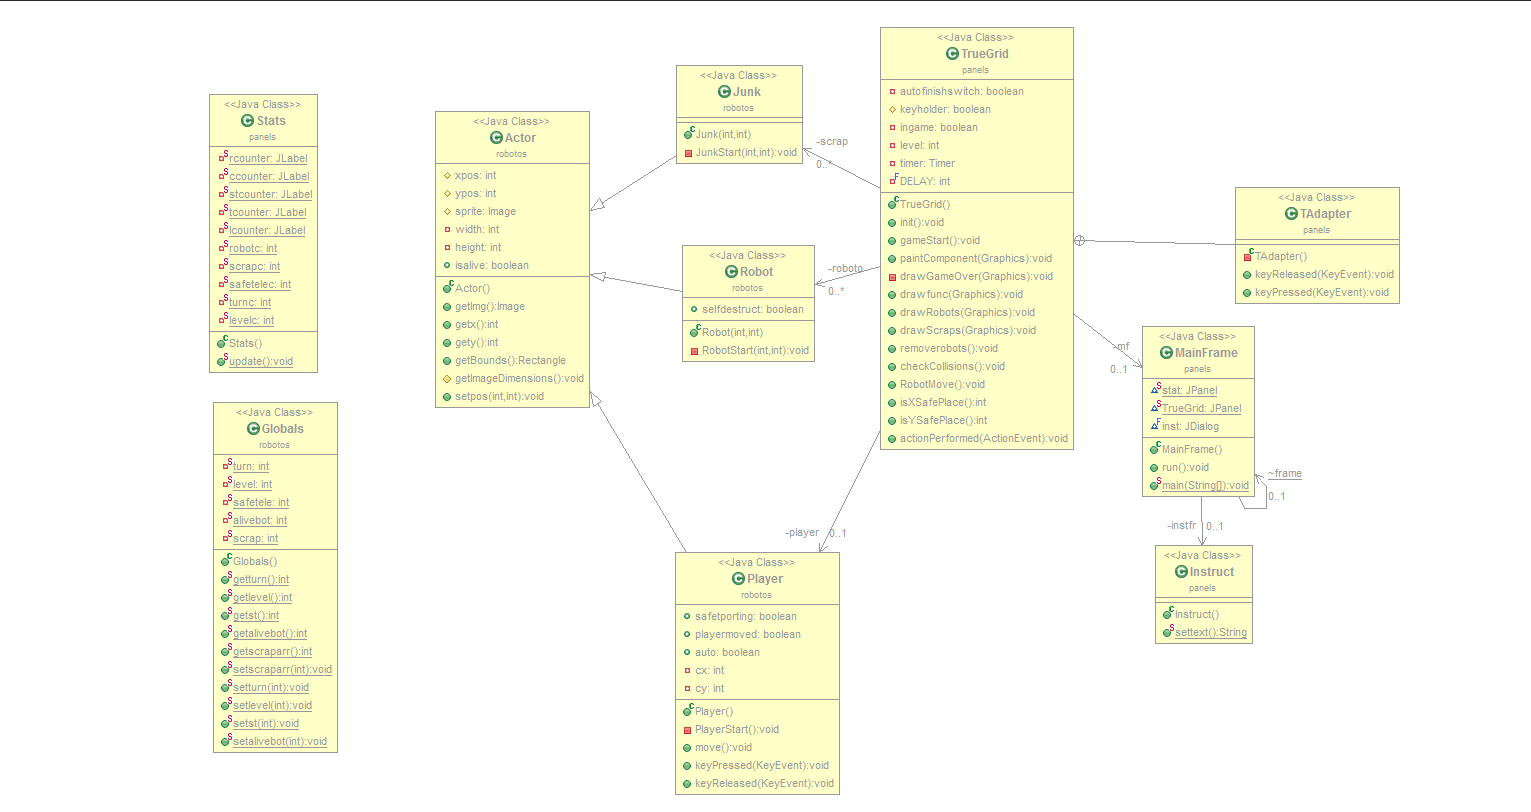 <<Java Class>>
Stats
panels
rcounter: JLabel
ccounter: JLabel
stcounter: JLabel
tcounter: JLabel
lcounter: JLabel
robotc: int
scrapc: int
safetelec: int
turnc: int
levelc: int
Stats()
update():void
<<Java Class>>
Globals
robotos
turn: int
level: int
safetele: int
alivebot: int
scrap: int
Globals()
getturn():int
getlevel():int
getst():int
getalivebot():int
getscraparr():int
setscraparr(int):void
setturn(int):void
setlevel(int):void
setst(int):void
setalivebot(int):void
<<Java Class>>
Actor
robotos
xpos: int
ypos: int
sprite: Image
width: int
height: int
isalive: boolean
Actor()
getImg():Image
getx():int
gety():int
getBounds():Rectangle
getImageDimensions():void
setpos(int,int):void
<<Java Class>>
Junk
robotos
Junk(int,int)
JunkStart(int,int):void
<<Java Class>>
Robot
robotos
selfdestruct: boolean
Robot(int,int)
RobotStart(int,int):void
<<Java Class>>
Player
robotos
safetporting: boolean
playermoved: boolean
auto: boolean
cx: int
cy: int
Player()
PlayerStart():void
move():void
keyPressed(KeyEvent):void
keyReleased(KeyEvent):void
-scrap
0..*
-roboto
0..*
-player
0..1
<<Java Class>>
TrueGrid
panels
autofinishswitch: boolean
keyholder: boolean
ingame: boolean
level: int
timer: Timer
DELAY: int
TrueGrid()
init():void
gameStart():void
paintComponent(Graphics):void
drawGameOver(Graphics):void
drawfunc(Graphics):void
drawRobots(Graphics):void
drawScraps(Graphics):void
removerobots():void
checkCollisions():void
RobotMove():void
isXSafePlace():int
isYSafePlace():int
actionPerformed(ActionEvent):void
<<Java Class>>
TAdapter
panels
TAdapter()
keyReleased(KeyEvent):void
keyPressed(KeyEvent):void
-mf
0..1
<<Java Class>>
MainFrame
panels
stat: JPanel
TrueGrid: JPanel
inst: JDialog
MainFrame()
run():void
main(String[]):void
~frame
0..1
-instfr
0..1
<<Java Class>>
Instruct
panels
Instruct()
settext():String